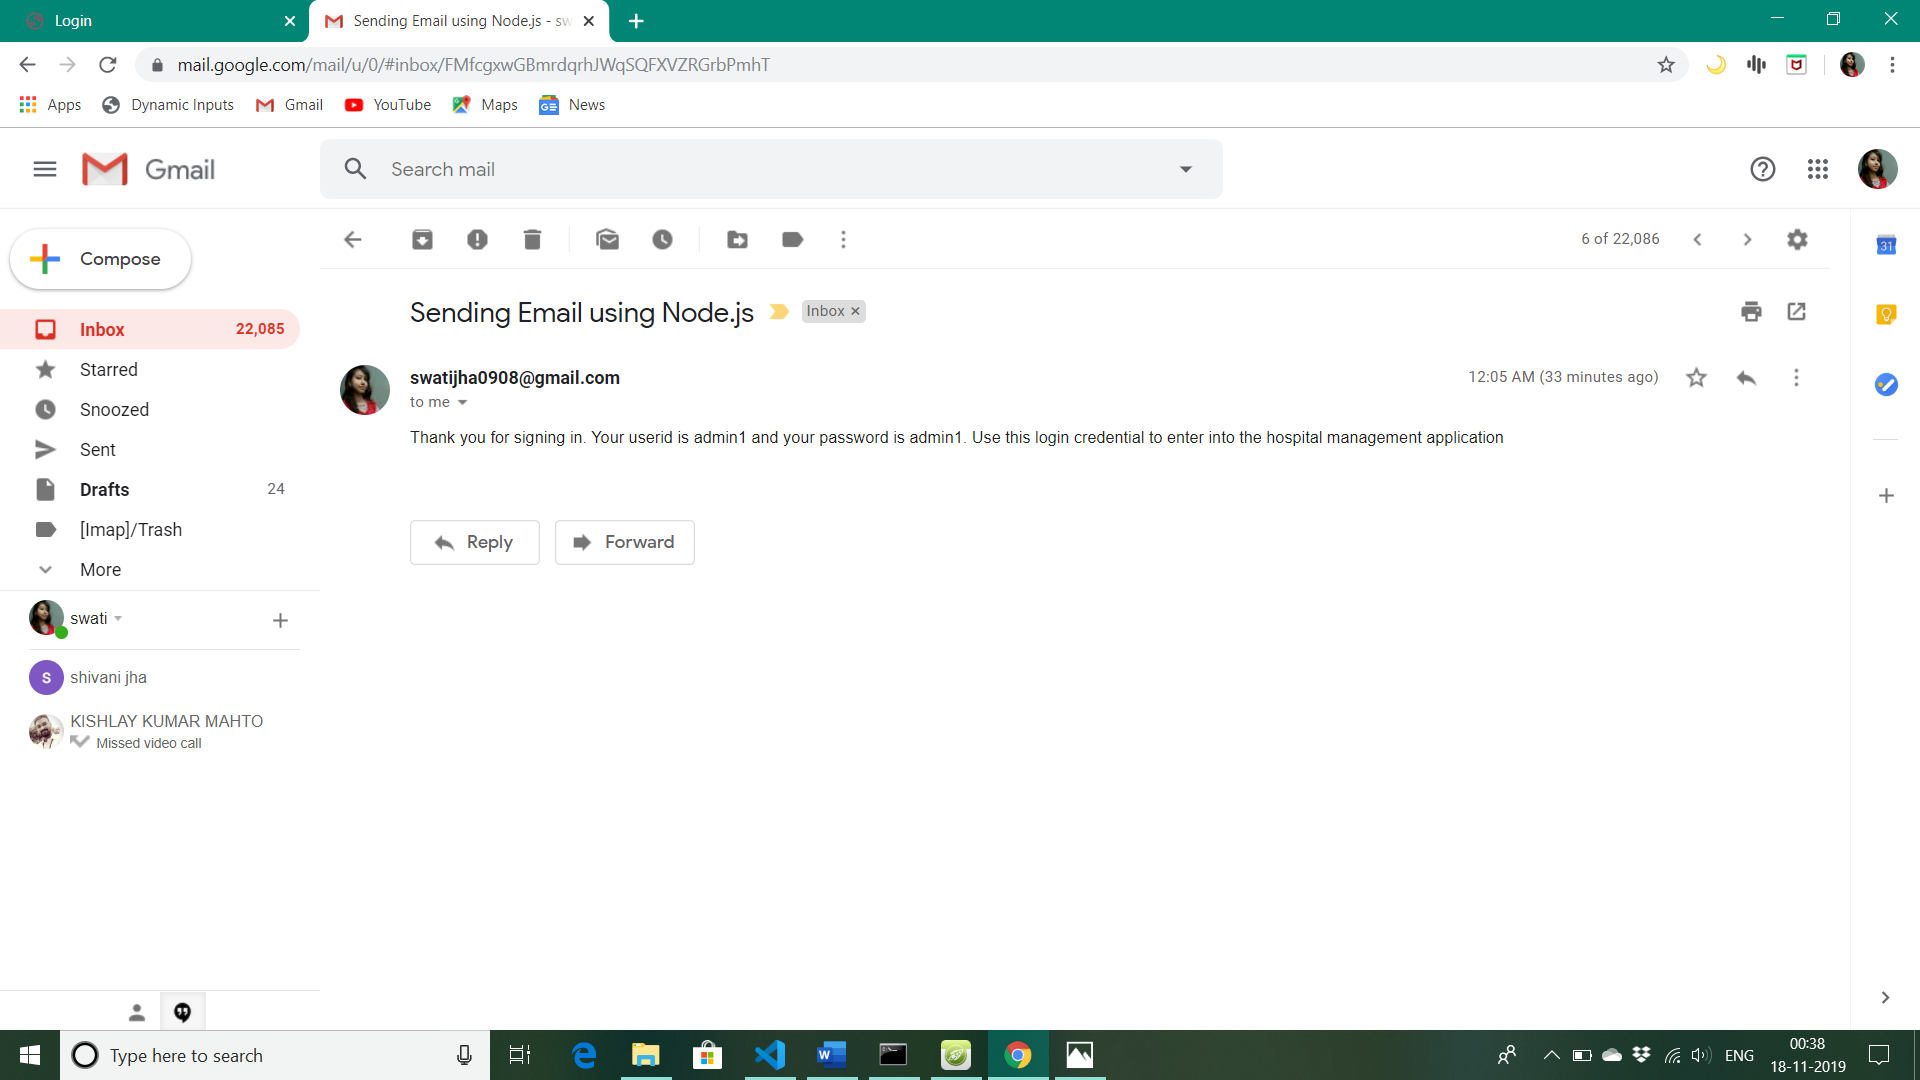 Login
Sending Email using Node.js - sw
mail.google.com/mail/u/0/#inbox/FMfcgxwGBmrdqrhJWqSQFXVZRGrbPmhT
Apps Dynamic Inputs Gmail YouTube Maps News
Gmail
Search mail
Compose
6 of 22,086
31
Sending Email using Node.js
Inbox ×
Inbox 22,085
Starred
Snoozed
Sent
Drafts 24
[Imap]/Trash
More
swatijha0908@gmail.com
12:05 AM (33 minutes ago)
to me
Thank you for signing in. Your userid is admin1 and your password is admin1. Use this login credential to enter into the hospital management application
Reply
Forward
swati
S shivani jha
KISHLAY KUMAR MAHTO
Missed video call
Type here to search
ENG
00:38
18-11-2019